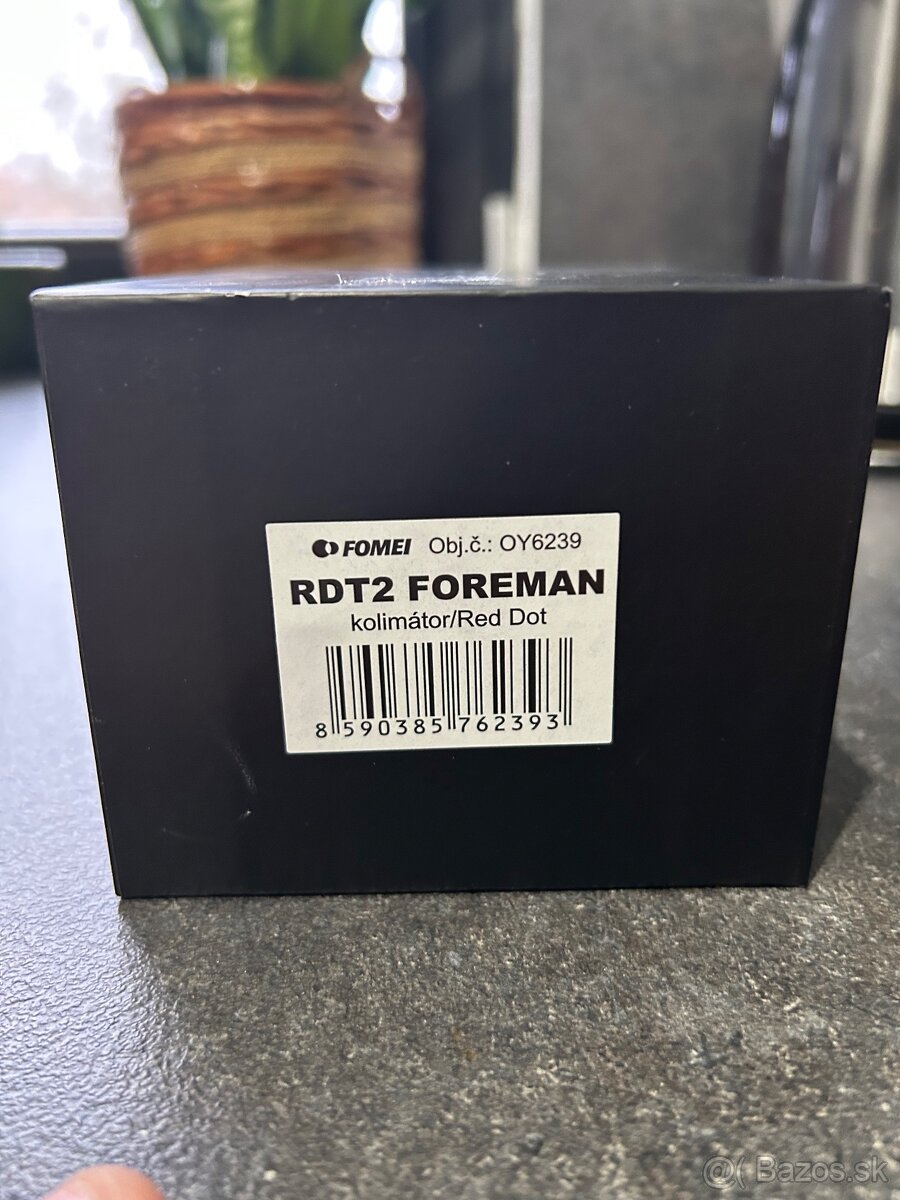 FOMEI Obj.č.: OY6239
RDT2 FOREMAN
kolimátor/Red Dot
8 590385 762393
@( Bazos.sk